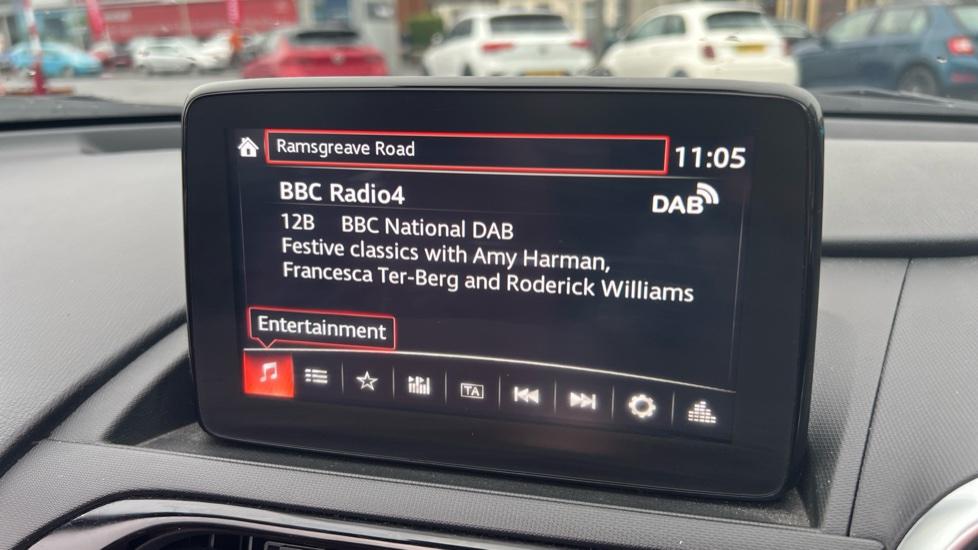 Ramsgreave Road
11:05
BBC Radio4
DAB
12B BBC National DAB
Festive classics with Amy Harman,
Francesca Ter-Berg and Roderick Williams
Entertainment
TA